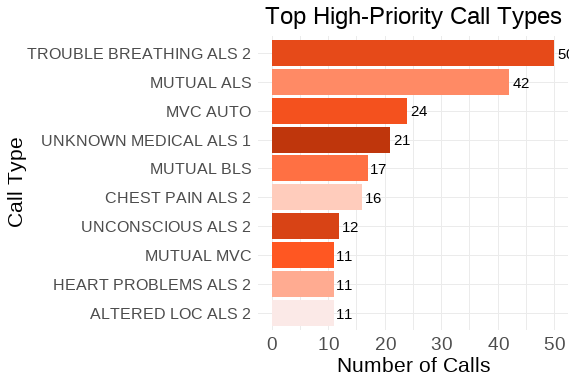 Top High-Priority Call Types
Call Type
TROUBLE BREATHING ALS 2 50
MUTUAL ALS 42
MVC AUTO 24
UNKNOWN MEDICAL ALS 1 21
MUTUAL BLS 17
CHEST PAIN ALS 2 16
UNCONSCIOUS ALS 2 12
MUTUAL MVC 11
HEART PROBLEMS ALS 2 11
ALTERED LOC ALS 2 11
0 10 20 30 40 50
Number of Calls